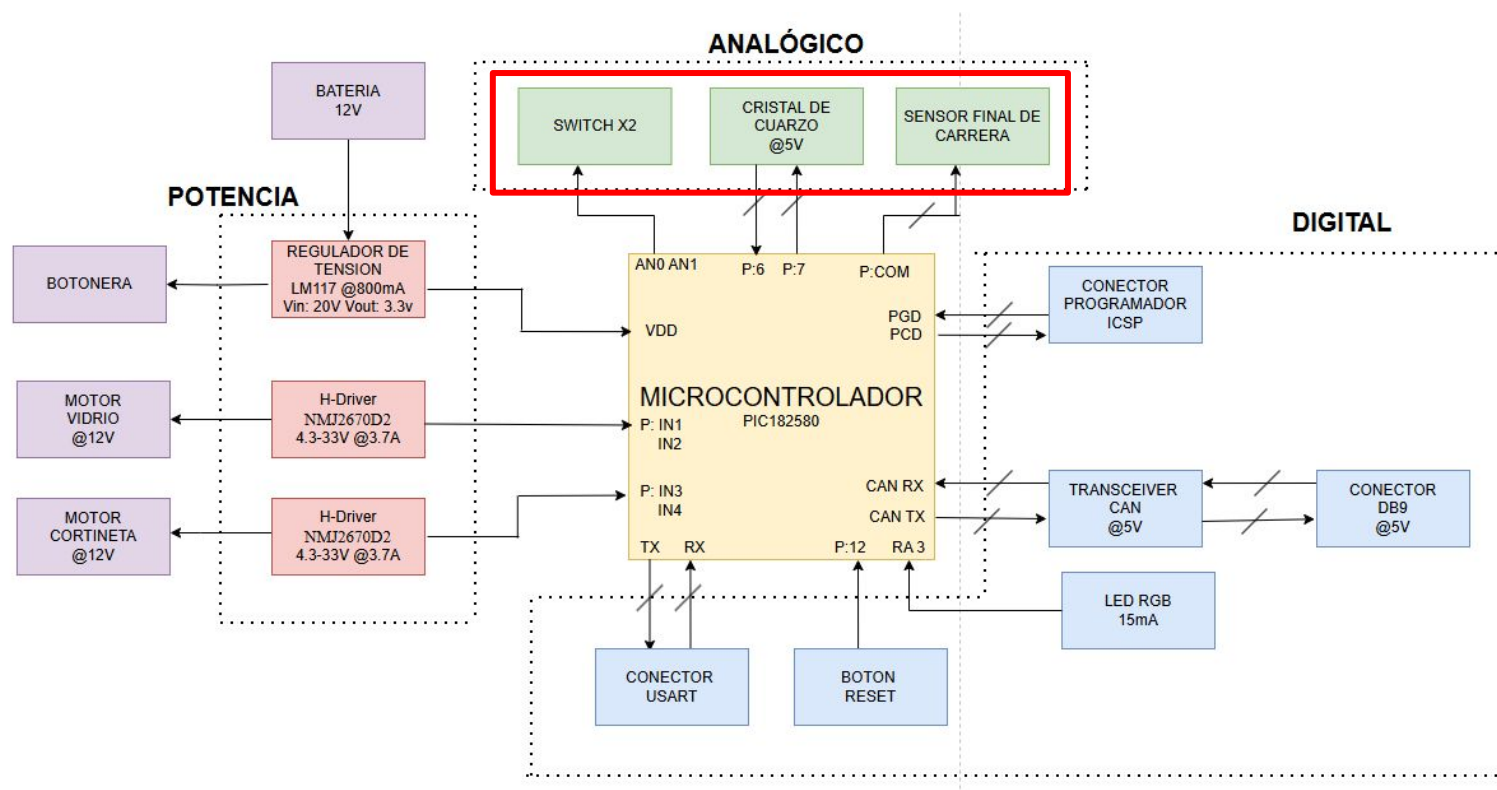 ANALÓGICO
BATERIA
12V
SWITCH X2
CRISTAL DE
CUARZO
@5V
SENSOR FINAL DE
CARRERA
POTENCIA
DIGITAL
BOTONERA
REGULADOR DE
TENSION
LM117 @800mA
Vin: 20V Vout: 3.3v
AN0 AN1
P:6
P:7
P:COM
VDD
PGD
PCD
CONECTOR
PROGRAMADOR
ICSP
MICROCONTROLADOR
PIC182580
MOTOR
VIDRIO
@12V
H-Driver
NMJ2670D2
4.3-33V @3.7A
P: IN1
IN2
MOTOR
CORTINETA
@12V
H-Driver
NMJ2670D2
4.3-33V @3.7A
P: IN3
IN4
CAN RX
CAN TX
TRANSCEIVER
CAN
@5V
CONECTOR
DB9
@5V
TX
RX
P:12
RA 3
LED RGB
15mA
CONECTOR
USART
BOTON
RESET